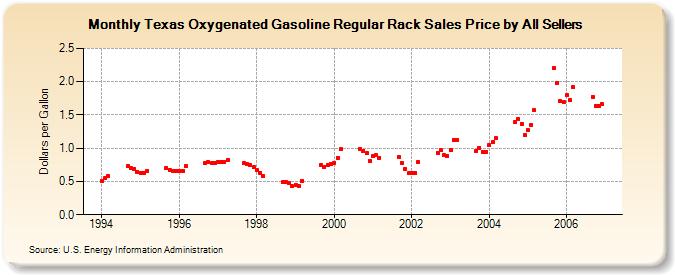 Monthly Texas Oxygenated Gasoline Regular Rack Sales Price by All Sellers
Dollars per Gallon
2.5
2.0
1.5
1.0
0.5
0.0
1994 1996 1998 2000 2002 2004 2006
Source: U.S. Energy Information Administration